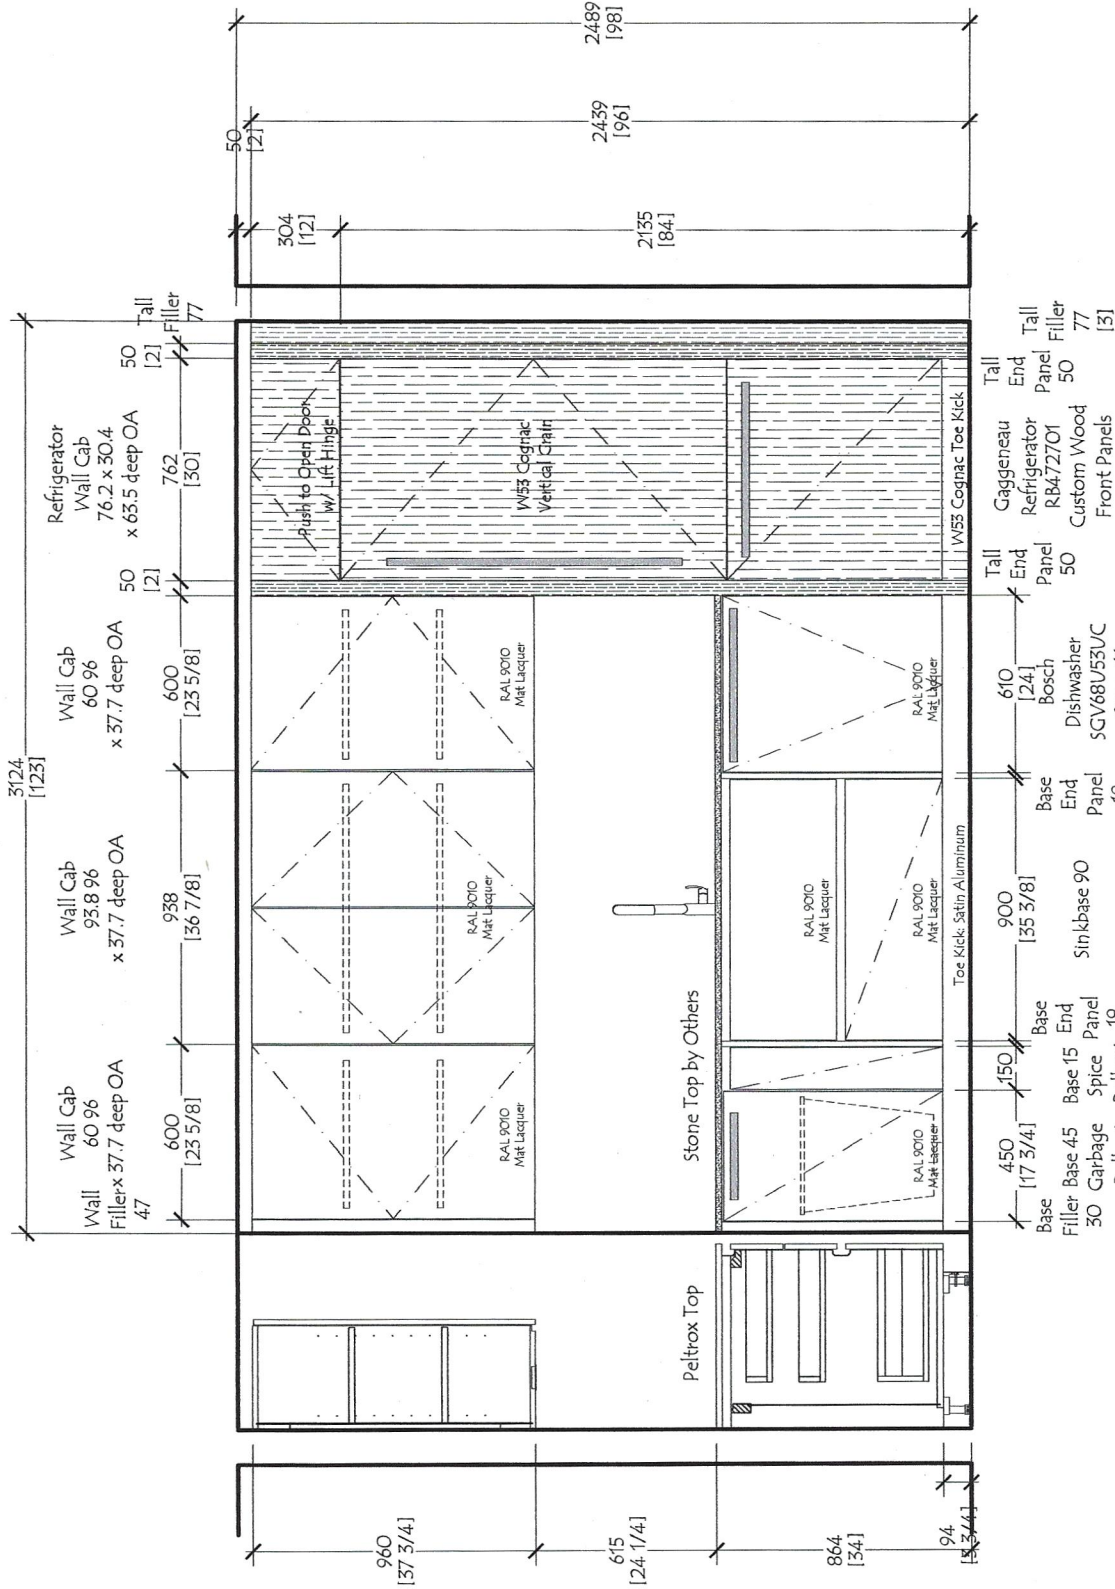 3124
[123]
Wall
Filler
47
Wall Cab
60 96
x 37.7 deep OA
600
[23 5/8]
Wall Cab
93.8 96
x 37.7 deep OA
938
[36 7/8]
Wall Cab
60 96
x 37.7 deep OA
600
[23 5/8]
50
[2]
Refrigerator
Wall Cab
76.2 x 30.4
x 63.5 deep OA
762
[30]
50
[2]
Tall
Filler
77
50
[2]
304
[12]
2135
[84]
2439
[96]
2489
[98]
960
[37 3/4]
615
[24 1/4]
864
[34]
94
[3 3/4]
RAL 9010
Mat Lacquer
RAL 9010
Mat Lacquer
RAL 9010
Mat Lacquer
Push to Open Door
w/ Lift Hinge
W53 Cognac
Vertical Grain
W53 Cognac Toe Kick
Peltrox Top
Stone Top by Others
RAL 9010
Mat Lacquer
RAL 9010
Mat Lacquer
RAL 9010
Mat Lacquer
RAL 9010
Mat Lacquer
Toe Kick: Satin Aluminum
Base
Filler
30
450
[17 3/4]
Base 45
Garbage
150
Base 15
Spice
Base
End
Panel
19
900
[35 3/8]
Sinkbase 90
Base
End
Panel
610
[24]
Bosch
Dishwasher
SGV68U53UC
Tall
End
Panel
50
Gaggeneau
Refrigerator
RB472701
Custom Wood
Front Panels
Tall
End
Panel
50
Tall
Filler
77
[3]